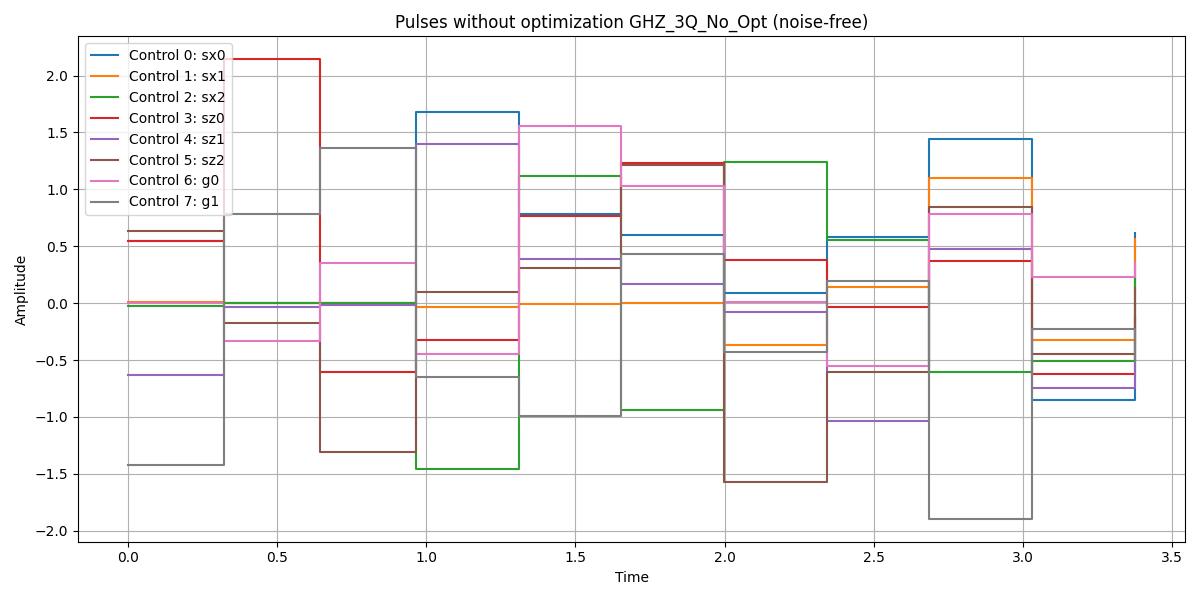 Pulses without optimization GHZ_3Q_No_Opt (noise-free)
Control 0: sx0
Control 1: sx1
Control 2: sx2
Control 3: sz0
Control 4: sz1
Control 5: sz2
Control 6: g0
Control 7: g1
Amplitude
2.0
1.5
1.0
0.5
0.0
−0.5
−1.0
−1.5
−2.0
0.0 0.5 1.0 1.5 2.0 2.5 3.0 3.5
Time